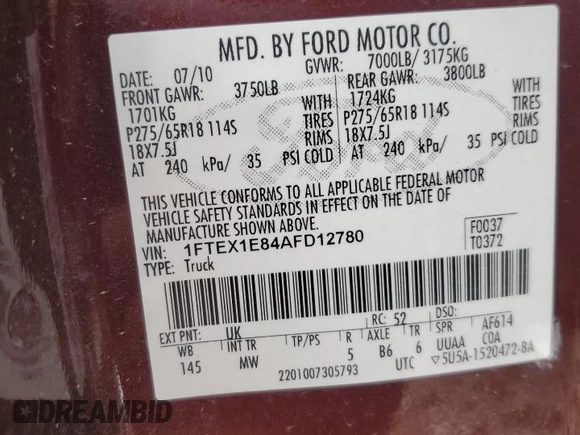 MFD. BY FORD MOTOR CO.
DATE: 07/10 GVWR: 7000LB/ 3175KG
FRONT GAWR: 3750LB REAR GAWR: 3800LB
1701KG WITH 1724KG WITH
P275/65R18 114S TIRES P275/65R18 114S TIRES
18X7.5J RIMS 18X7.5J RIMS
AT 240 kPa/ 35 PSI COLD AT 240 kPa/ 35 PSI COLD
THIS VEHICLE CONFORMS TO ALL APPLICABLE FEDERAL MOTOR
VEHICLE SAFETY STANDARDS IN EFFECT ON THE DATE OF
MANUFACTURE SHOWN ABOVE.
VIN: 1FTEX1E84AFD12780 F0037
TYPE: Truck T0372
EXT PNT: UK RC: 52 DSO:
WB INT TR TP/PS R AXLE TR SPR AF614
145 MW 5 B6 6 UUAA COA
2201007305793 UTC 5U5A-1520472-BA
DREAMBID